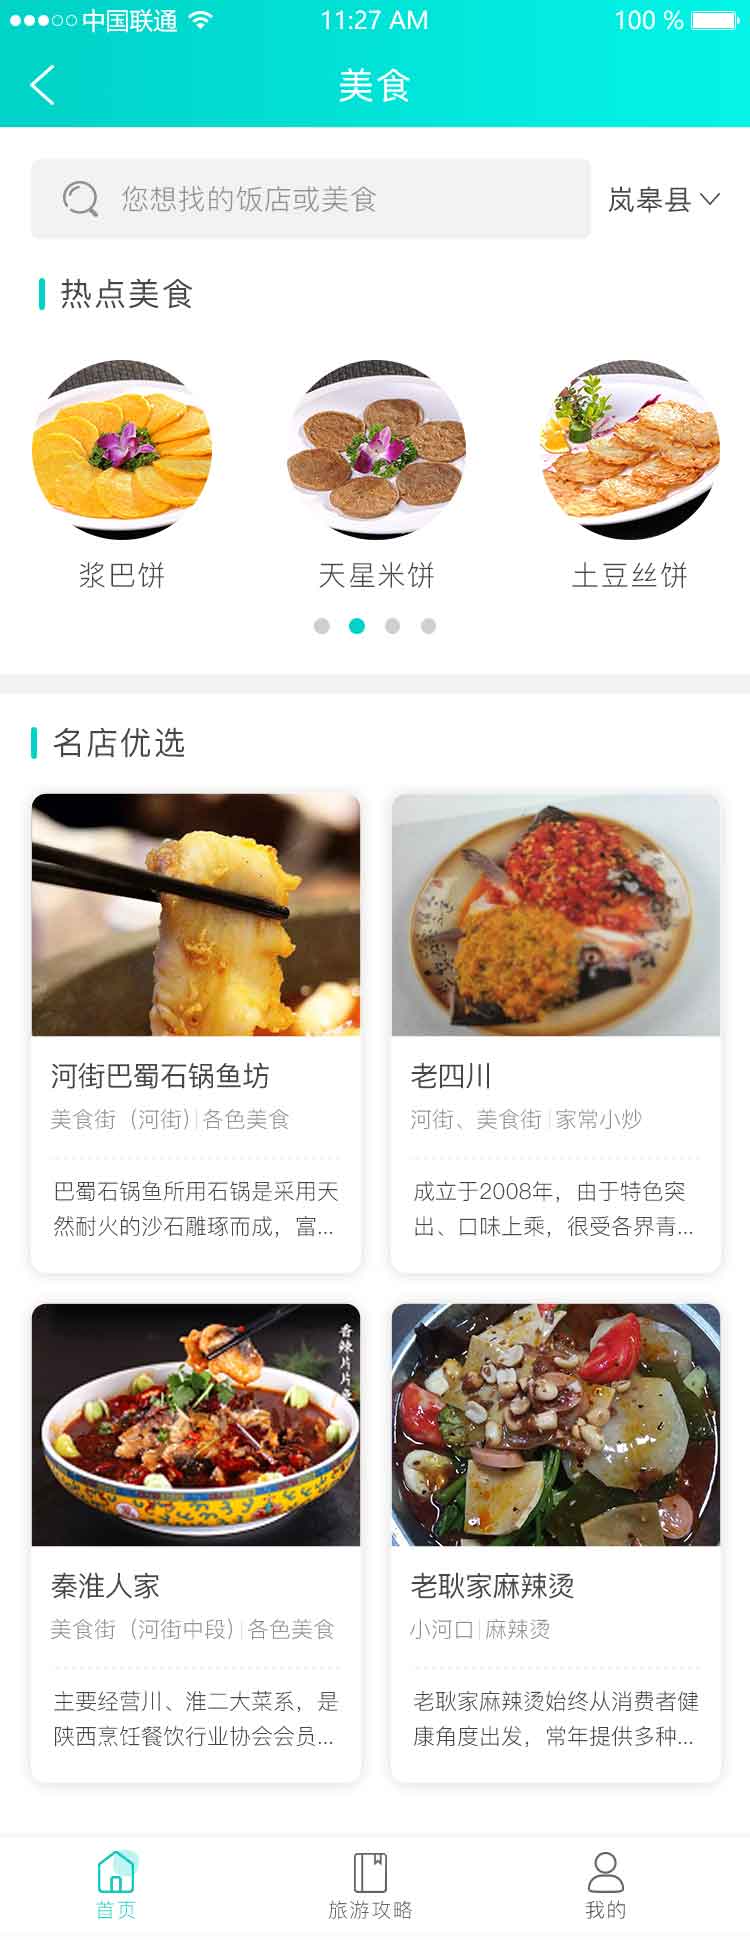 中国联通 11:27 AM 100 %
美食
您想找的饭店或美食 岚皋县
热点美食
浆巴饼 天星米饼 土豆丝饼
名店优选
香辣片片鱼
河街巴蜀石锅鱼坊
美食街（河街）| 各色美食
巴蜀石锅鱼所用石锅是采用天
然耐火的沙石雕琢而成，富...
老四川
河街、美食街 | 家常小炒
成立于2008年，由于特色突
出、口味上乘，很受各界青...
秦淮人家
美食街（河街中段）| 各色美食
主要经营川、淮二大菜系，是
陕西烹饪餐饮行业协会会员...
老耿家麻辣烫
小河口 | 麻辣烫
老耿家麻辣烫始终从消费者健
康角度出发，常年提供多种...
首页 旅游攻略 我的